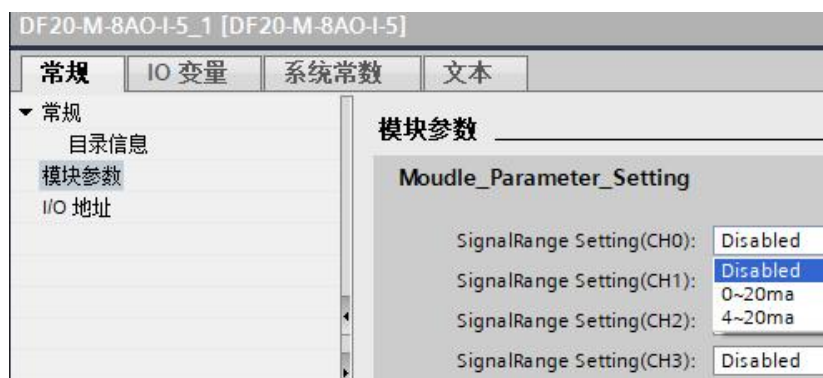 DF20-M-8AO-I-5_1 [DF20-M-8AO-I-5]
常规 IO 变量 系统常数 文本
常规
目录信息
模块参数
I/O 地址
模块参数
Moudle_Parameter_Setting
SignalRange Setting(CH0): Disabled
Disabled
SignalRange Setting(CH1):
0~20ma
4~20ma
SignalRange Setting(CH2):
SignalRange Setting(CH3): Disabled